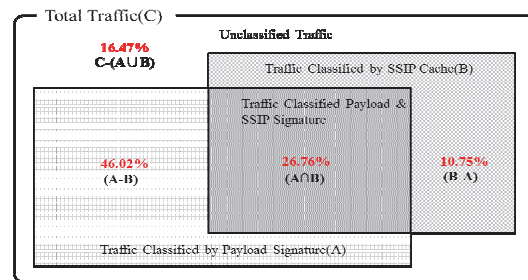 Total Traffic(C)
Unclassified Traffic
16.47%
C-(A∪B)
Traffic Classified by SSIP Cache(B)
Traffic Classified Payload &
SSIP Signature
46.02%
(A-B)
26.76%
(A∩B)
10.75%
(B-A)
Traffic Classified by Payload Signature(A)